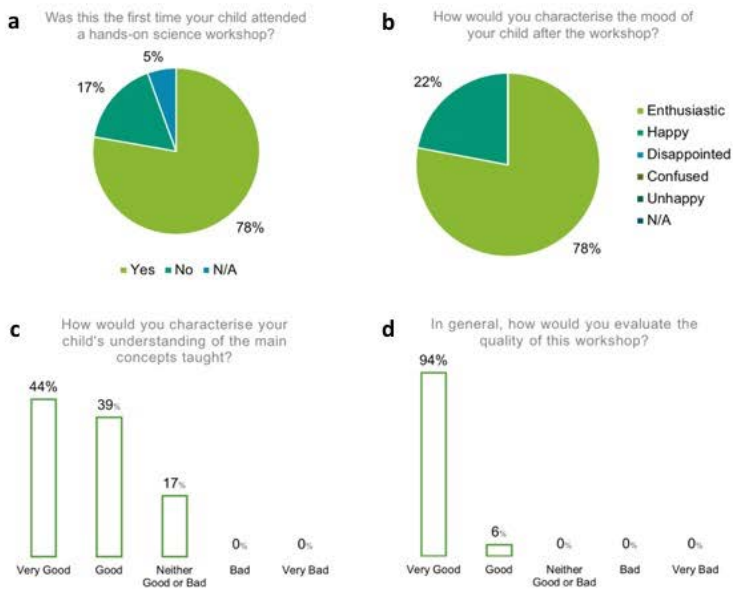 a
Was this the first time your child attended
a hands-on science workshop?
5%
17%
78%
Yes No N/A
b
How would you characterise the mood of
your child after the workshop?
22%
78%
Enthusiastic
Happy
Disappointed
Confused
Unhappy
N/A
c
How would you characterise your
child's understanding of the main
concepts taught?
44%
39%
17%
0%
0%
Very Good
Good
Neither
Good or Bad
Bad
Very Bad
d
In general, how would you evaluate the
quality of this workshop?
94%
6%
0%
0%
0%
Very Good
Good
Neither
Good or Bad
Bad
Very Bad